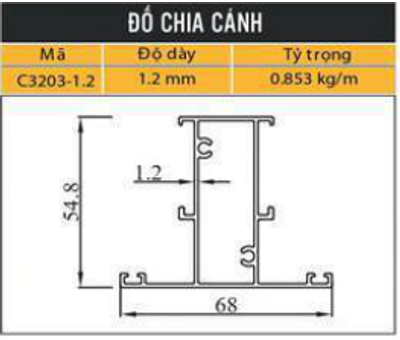 ĐỐ CHIA CÁNH
Mã Độ dày Tỷ trọng
C3203-1.2 1.2 mm 0.853 kg/m
1.2
54.8
68